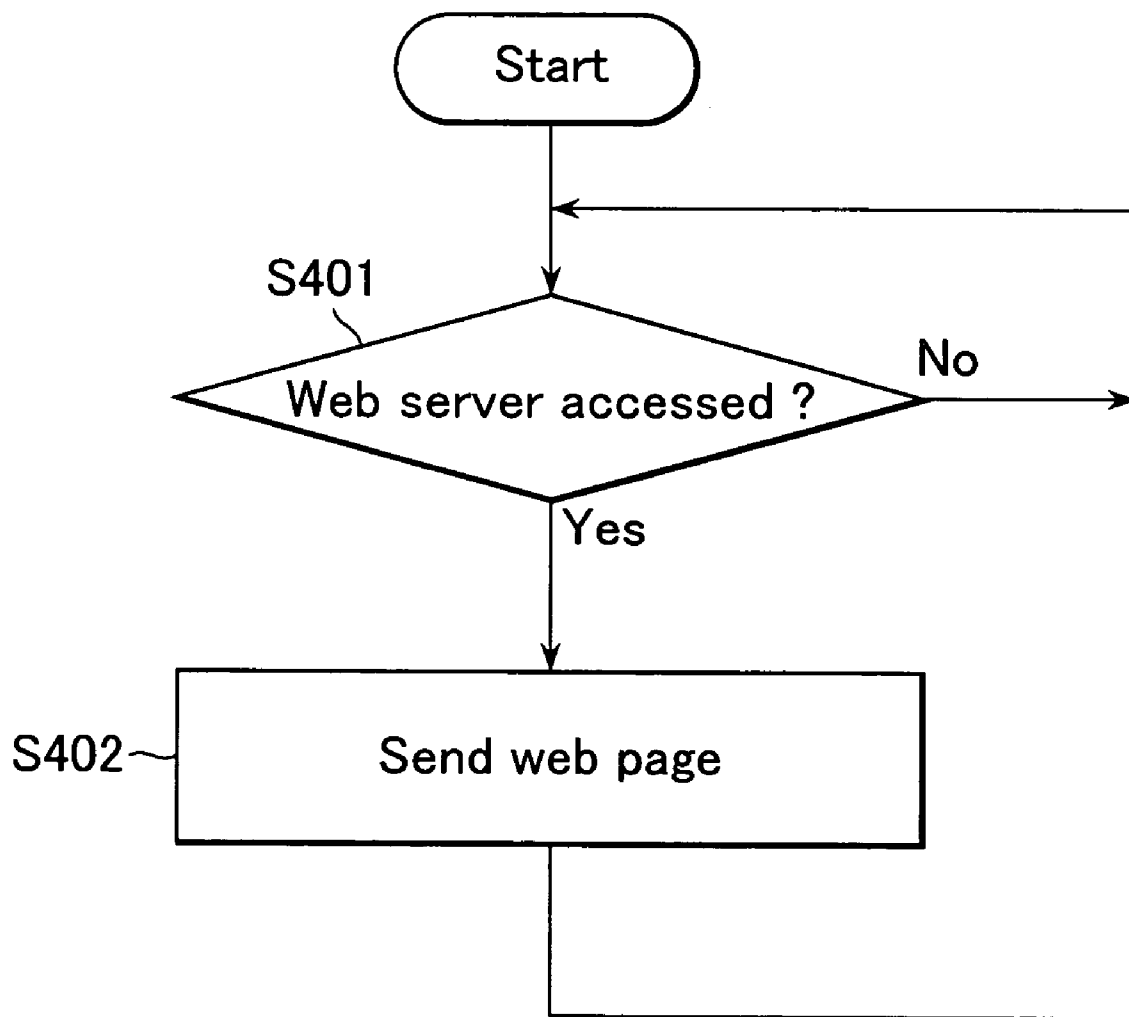 Start
S401
No
Web server accessed ?
Yes
S402
Send web page